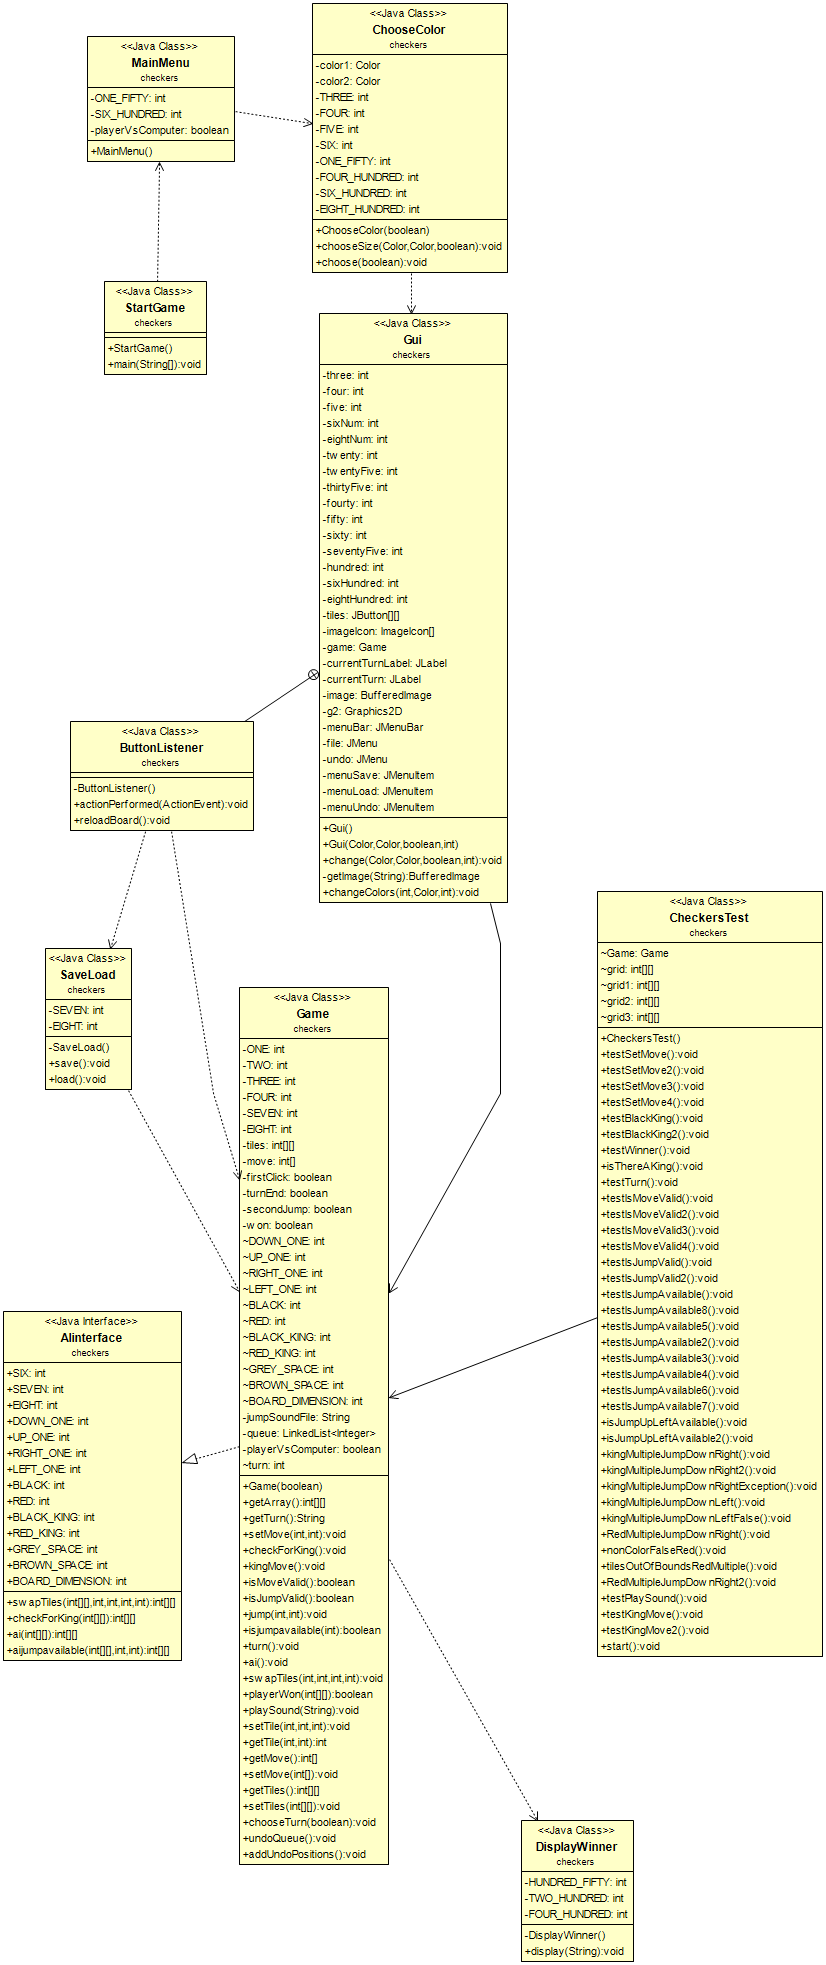 <<Java Class>>
ChooseColor
checkers
-color1: Color
-color2: Color
-THREE: int
-FOUR: int
-FIVE: int
-SIX: int
-ONE_FIFTY: int
-FOUR_HUNDRED: int
-SIX_HUNDRED: int
-EIGHT_HUNDRED: int
+ChooseColor(boolean)
+chooseSize(Color,Color,boolean):void
+choose(boolean):void
<<Java Class>>
MainMenu
checkers
-ONE_FIFTY: int
-SIX_HUNDRED: int
-playerVsComputer: boolean
+MainMenu()
<<Java Class>>
StartGame
checkers
+StartGame()
+main(String[]):void
<<Java Class>>
Gui
checkers
-three: int
-four: int
-five: int
-sixNum: int
-eightNum: int
-twenty: int
-twentyFive: int
-thirtyFive: int
-fourty: int
-fifty: int
-sixty: int
-seventyFive: int
-hundred: int
-sixHundred: int
-eightHundred: int
-tiles: JButton[][]
-imageIcon: ImageIcon[]
-game: Game
-currentTurnLabel: JLabel
-currentTurn: JLabel
-image: BufferedImage
-g2: Graphics2D
-menuBar: JMenuBar
-file: JMenu
-undo: JMenu
-menuSave: JMenuItem
-menuLoad: JMenuItem
-menuUndo: JMenuItem
+Gui()
+Gui(Color,Color,boolean,int)
+change(Color,Color,boolean,int):void
-getImage(String):BufferedImage
+changeColors(int,Color,int):void
<<Java Class>>
ButtonListener
checkers
-ButtonListener()
+actionPerformed(ActionEvent):void
+reloadBoard():void
<<Java Class>>
SaveLoad
checkers
-SEVEN: int
-EIGHT: int
-SaveLoad()
+save():void
+load():void
<<Java Class>>
Game
checkers
-ONE: int
-TWO: int
-THREE: int
-FOUR: int
-SEVEN: int
-EIGHT: int
-tiles: int[][]
-move: int[]
-firstClick: boolean
-turnEnd: boolean
-secondJump: boolean
-won: boolean
~DOWN_ONE: int
~UP_ONE: int
~RIGHT_ONE: int
~LEFT_ONE: int
~BLACK: int
~RED: int
~BLACK_KING: int
~RED_KING: int
~GREY_SPACE: int
~BROWN_SPACE: int
~BOARD_DIMENSION: int
-jumpSoundFile: String
-queue: LinkedList<Integer>
-playerVsComputer: boolean
~turn: int
+Game(boolean)
+getArray():int[][]
+getTurn():String
+setMove(int,int):void
+checkForKing():void
+kingMove():void
+isMoveValid():boolean
+isJumpValid():boolean
+jump(int,int):void
+isjumpavailable(int):boolean
+turn():void
+ai():void
+swapTiles(int,int,int,int):void
+playerWon(int[][]):boolean
+playSound(String):void
+setTile(int,int,int):void
+getTile(int,int):int
+getMove():int[]
+setMove(int[]):void
+getTiles():int[][]
+setTiles(int[][]):void
+chooseTurn(boolean):void
+undoQueue():void
+addUndoPositions():void
<<Java Interface>>
AIinterface
checkers
+SIX: int
+SEVEN: int
+EIGHT: int
+DOWN_ONE: int
+UP_ONE: int
+RIGHT_ONE: int
+LEFT_ONE: int
+BLACK: int
+RED: int
+BLACK_KING: int
+RED_KING: int
+GREY_SPACE: int
+BROWN_SPACE: int
+BOARD_DIMENSION: int
+swapTiles(int[][],int,int,int,int):int[][]
+checkForKing(int[][]):int[][]
+ai(int[][]):int[][]
+aijumpavailable(int[][],int,int):int[][]
<<Java Class>>
CheckersTest
checkers
~Game: Game
~grid: int[][]
~grid1: int[][]
~grid2: int[][]
~grid3: int[][]
+CheckersTest()
+testSetMove():void
+testSetMove2():void
+testSetMove3():void
+testSetMove4():void
+testBlackKing():void
+testBlackKing2():void
+testWinner():void
+isThereAKing():void
+testTurn():void
+testIsMoveValid():void
+testIsMoveValid2():void
+testIsMoveValid3():void
+testIsMoveValid4():void
+testIsJumpValid():void
+testIsJumpValid2():void
+testIsJumpAvailable():void
+testIsJumpAvailable8():void
+testIsJumpAvailable5():void
+testIsJumpAvailable2():void
+testIsJumpAvailable3():void
+testIsJumpAvailable4():void
+testIsJumpAvailable6():void
+testIsJumpAvailable7():void
+isJumpUpLeftAvailable():void
+isJumpUpLeftAvailable2():void
+kingMultipleJumpDownRight():void
+kingMultipleJumpDownRight2():void
+kingMultipleJumpDownRightException():void
+kingMultipleJumpDownLeft():void
+kingMultipleJumpDownLeftFalse():void
+RedMultipleJumpDownRight():void
+nonColorFalseRed():void
+tilesOutOfBoundsRedMultiple():void
+RedMultipleJumpDownRight2():void
+testPlaySound():void
+testKingMove():void
+testKingMove2():void
+start():void
<<Java Class>>
DisplayWinner
checkers
-HUNDRED_FIFTY: int
-TWO_HUNDRED: int
-FOUR_HUNDRED: int
-DisplayWinner()
+display(String):void